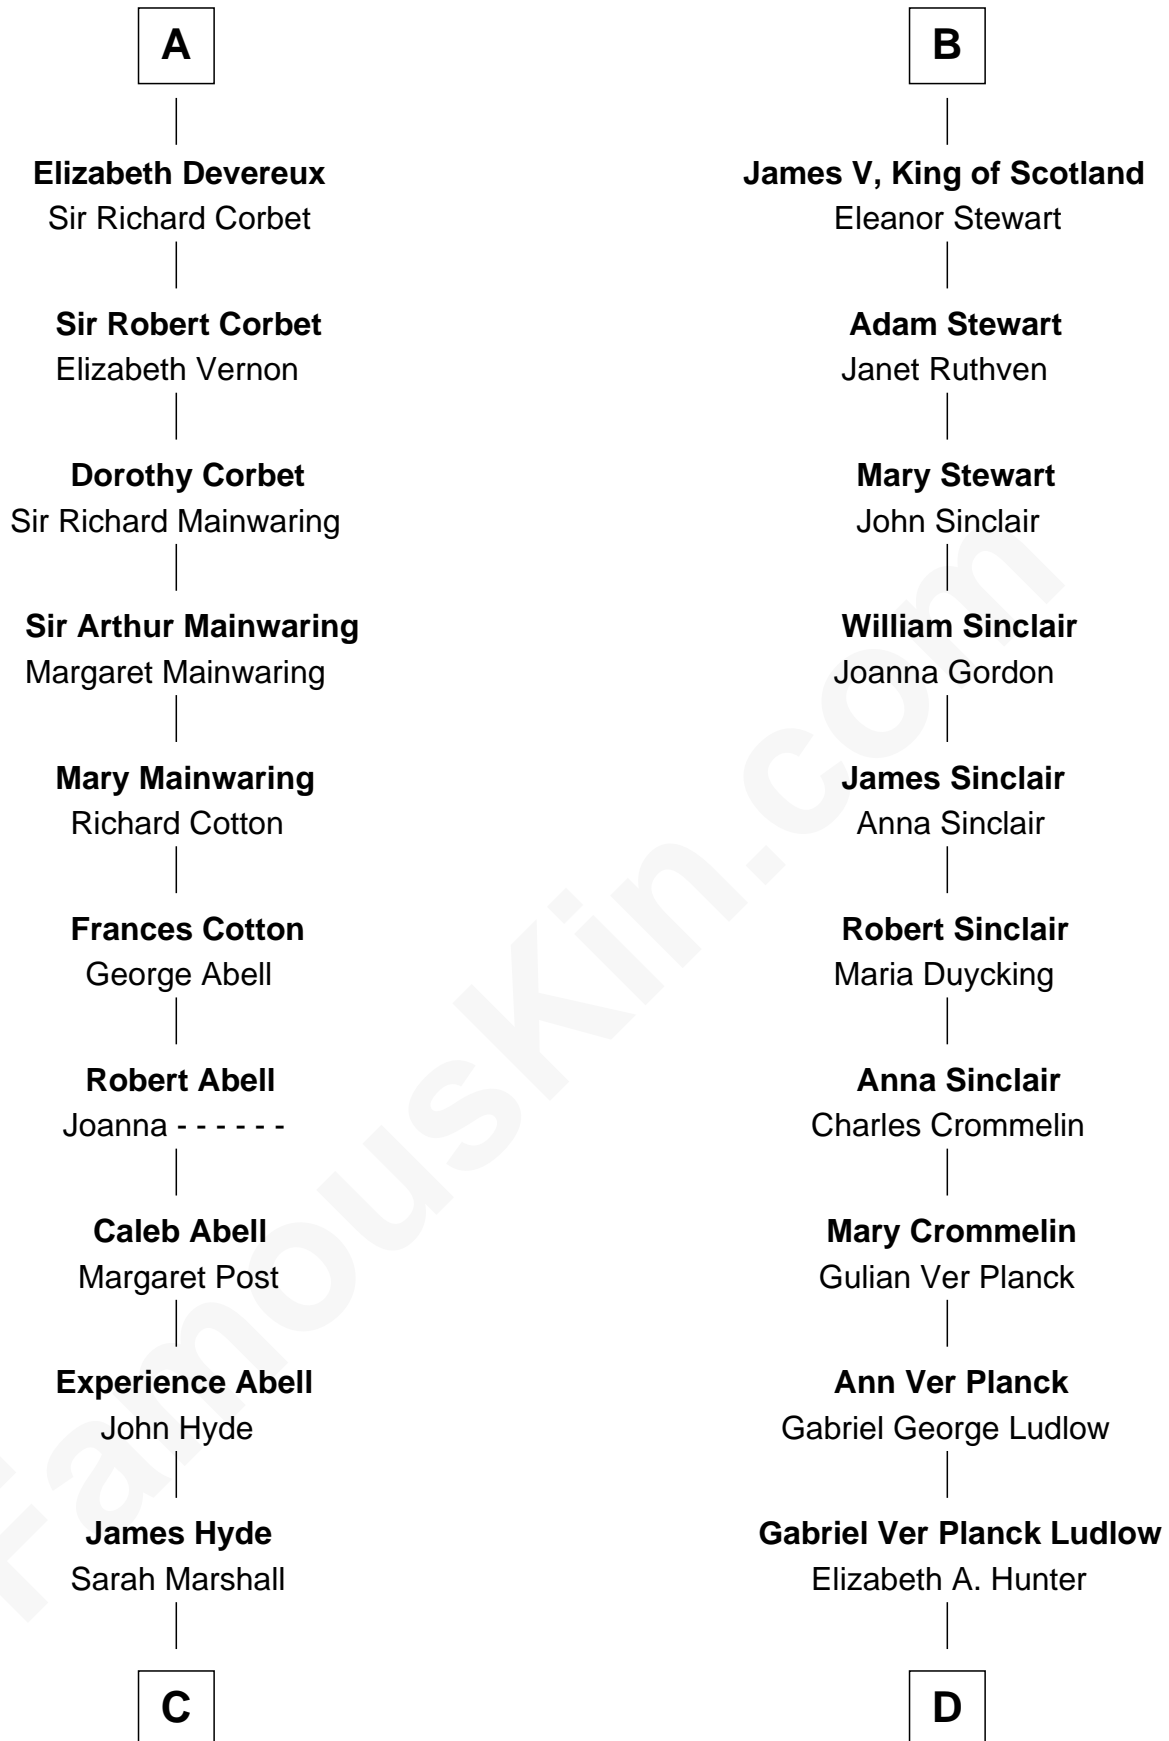 A
Elizabeth Devereux
Sir Richard Corbet
Sir Robert Corbet
Elizabeth Vernon
Dorothy Corbet
Sir Richard Mainwaring
Sir Arthur Mainwaring
Margaret Mainwaring
Mary Mainwaring
Richard Cotton
Frances Cotton
George Abell
Robert Abell
Joanna - - - - - -
Caleb Abell
Margaret Post
Experience Abell
John Hyde
James Hyde
Sarah Marshall
C
B
James V, King of Scotland
Eleanor Stewart
Adam Stewart
Janet Ruthven
Mary Stewart
John Sinclair
William Sinclair
Joanna Gordon
James Sinclair
Anna Sinclair
Robert Sinclair
Maria Duycking
Anna Sinclair
Charles Crommelin
Mary Crommelin
Gulian Ver Planck
Ann Ver Planck
Gabriel George Ludlow
Gabriel Ver Planck Ludlow
Elizabeth A. Hunter
D
FamousKin.com